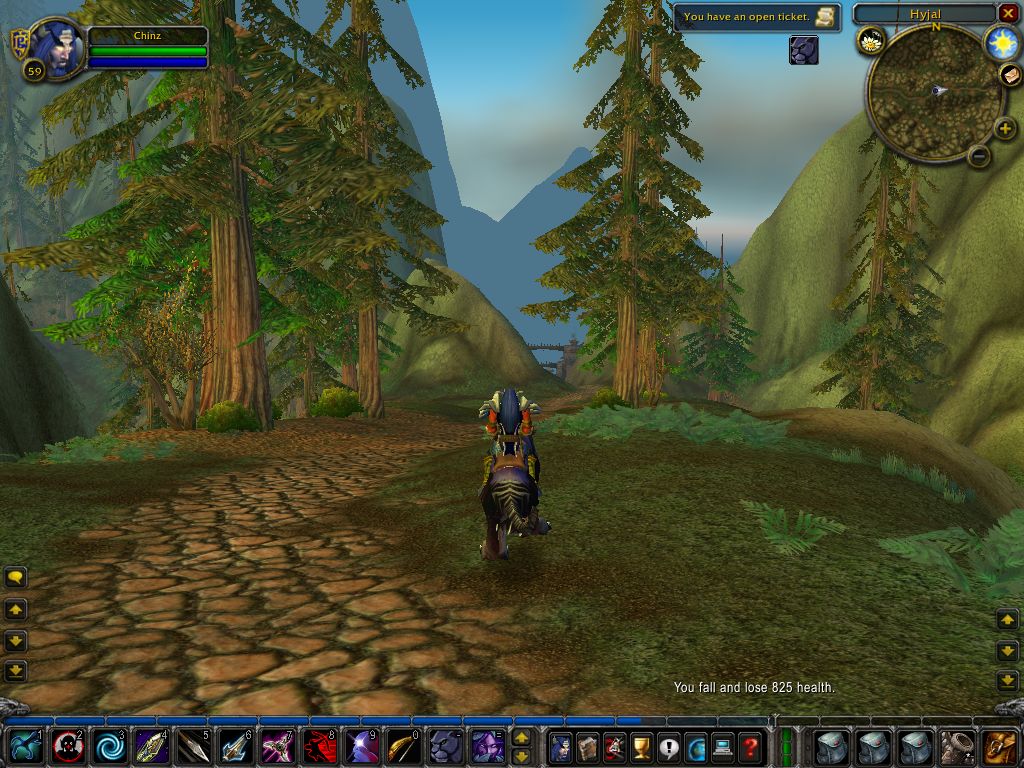 You have an open ticket.
Hyjal
N
Chinz
59
You fall and lose 825 health.
1 2 3 4 5 6 7 8 9 0 - =